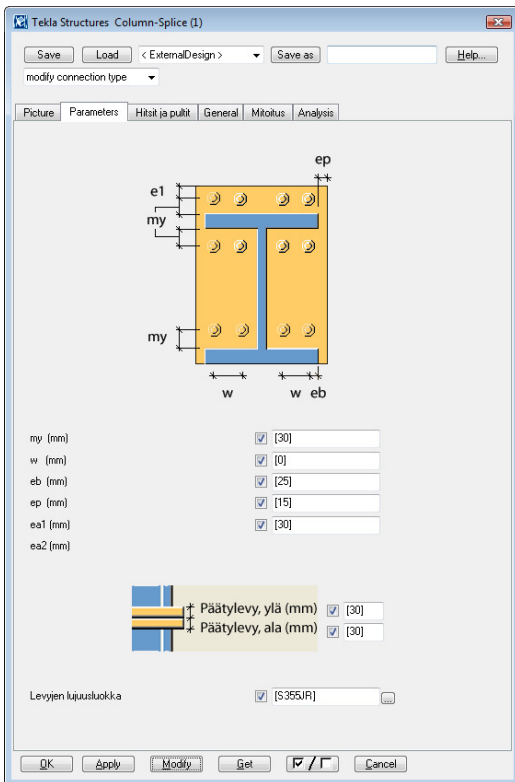 Tekla Structures Column-Splice (1)
Save Load < ExternalDesign > Save as Help...
modify connection type
Picture Parameters Hitsit ja pultit General Mitoitus Analysis
ep
e1
my
my
w w eb
my (mm) [30]
w (mm) [0]
eb (mm) [25]
ep (mm) [15]
ea1 (mm) [30]
ea2 (mm)
Päätylevy, ylä (mm) [30]
Päätylevy, ala (mm) [30]
Levyjen lujuusluokka [S355JR] ...
OK Apply Modify Get / Cancel